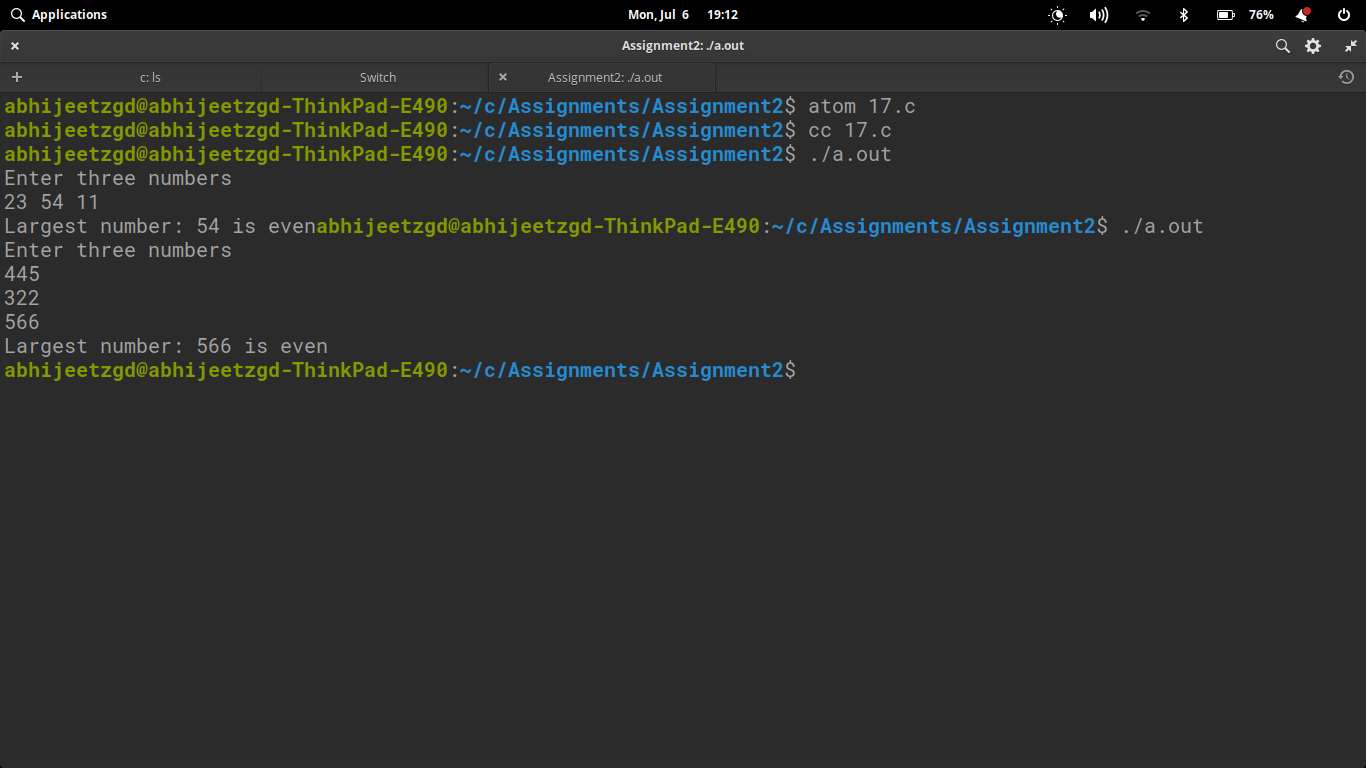 Applications Mon, Jul 6 19:12 76%
Assignment2: ./a.out
c: ls Switch Assignment2: ./a.out
abhijeetzgd@abhijeetzgd-ThinkPad-E490:~/c/Assignments/Assignment2$ atom 17.c
abhijeetzgd@abhijeetzgd-ThinkPad-E490:~/c/Assignments/Assignment2$ cc 17.c
abhijeetzgd@abhijeetzgd-ThinkPad-E490:~/c/Assignments/Assignment2$ ./a.out
Enter three numbers
23 54 11
Largest number: 54 is evenabhijeetzgd@abhijeetzgd-ThinkPad-E490:~/c/Assignments/Assignment2$ ./a.out
Enter three numbers
445
322
566
Largest number: 566 is even
abhijeetzgd@abhijeetzgd-ThinkPad-E490:~/c/Assignments/Assignment2$